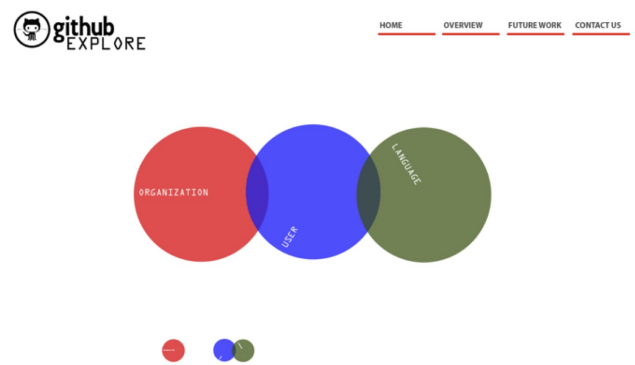 github
EXPLORE
HOME
OVERVIEW
FUTURE WORK
CONTACT US
ORGANIZATION
USER
LANGUAGE